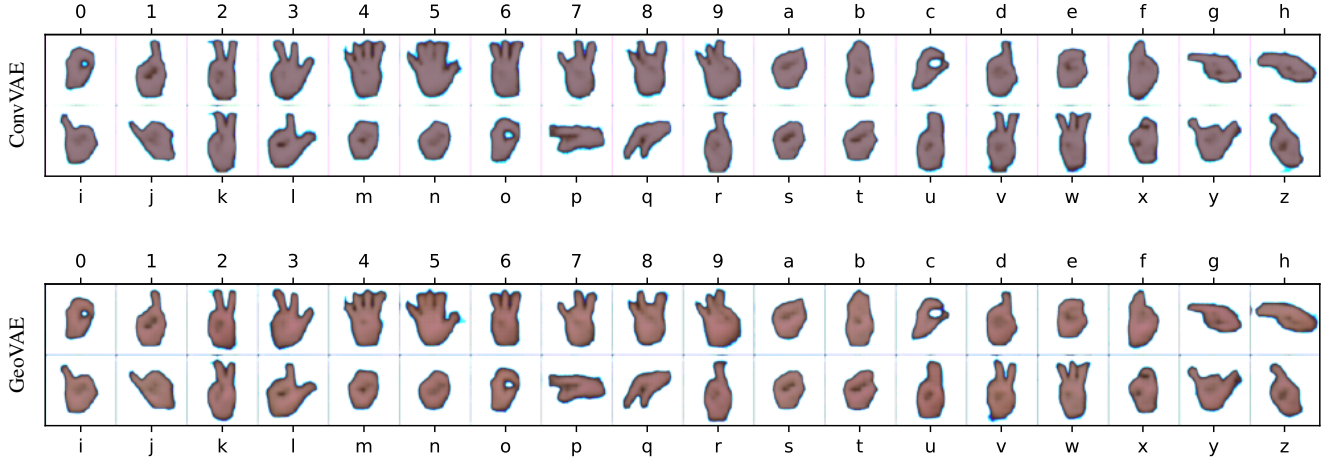 0 1 2 3 4 5 6 7 8 9 a b c d e f g h
ConvVAE
i j k l m n o p q r s t u v w x y z
0 1 2 3 4 5 6 7 8 9 a b c d e f g h
GeoVAE
i j k l m n o p q r s t u v w x y z